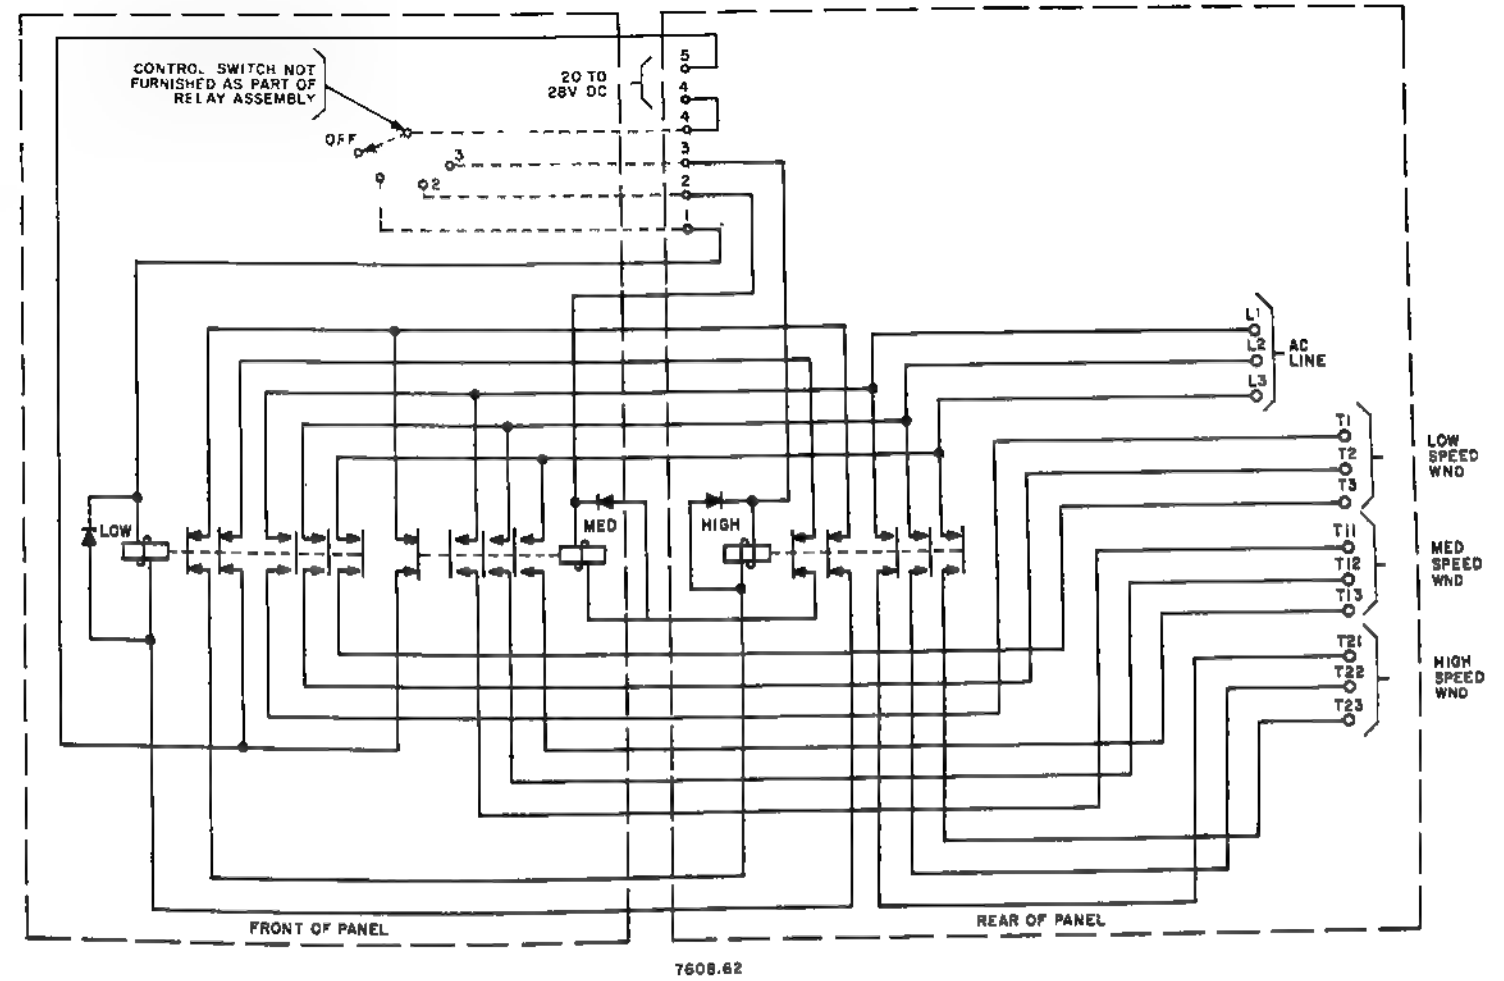 CONTROL SWITCH NOT
FURNISHED AS PART OF
RELAY ASSEMBLY
OFF
3
2
20 TO
28V DC
5
4
4
3
2
L1
L2
L3
AC
LINE
T1
T2
T3
LOW
SPEED
WND
T11
T12
T13
MED
SPEED
WND
T21
T22
T23
HIGH
SPEED
WND
LOW
MED
HIGH
FRONT OF PANEL
REAR OF PANEL
7608.62